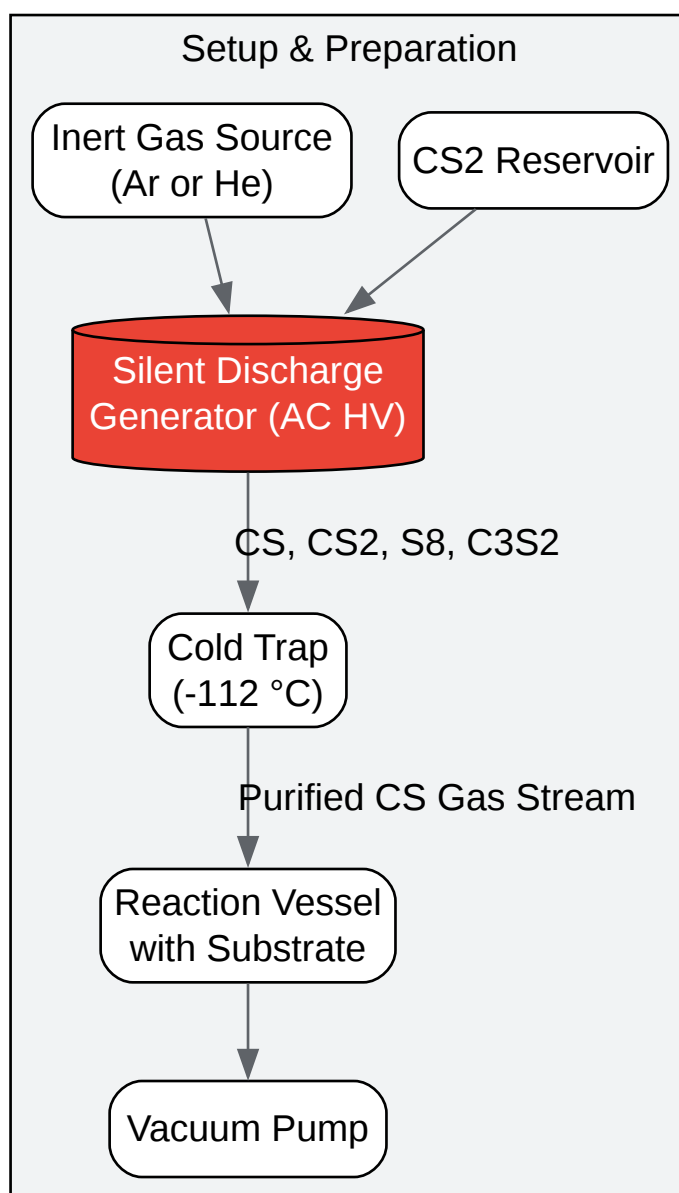 Setup & Preparation
Inert Gas Source
(Ar or He)
CS2 Reservoir
Silent Discharge
Generator (AC HV)
CS, CS2, S8, C3S2
Cold Trap
(-112 °C)
Purified CS Gas Stream
Reaction Vessel
with Substrate
Vacuum Pump